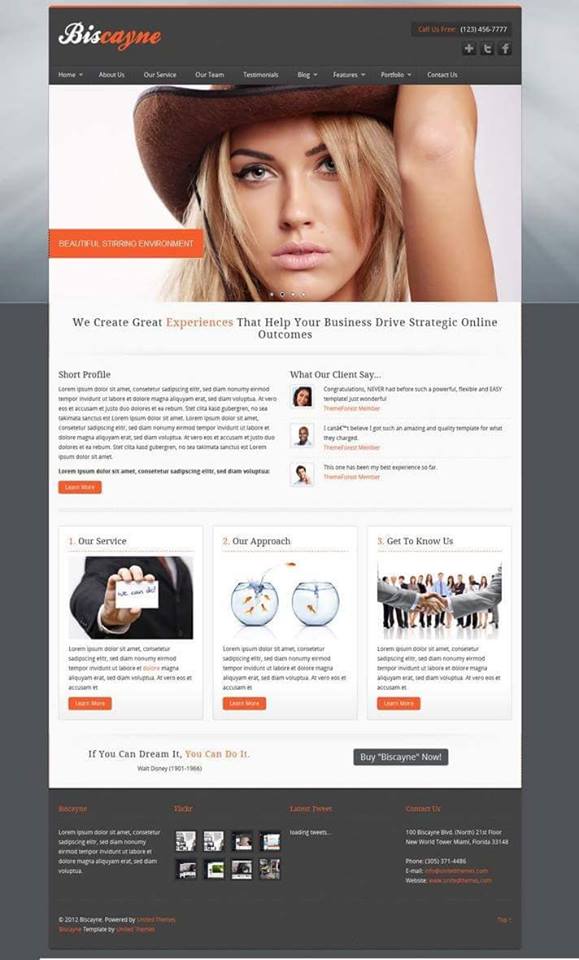 Biscayne
Call Us Free: (123) 456-7777
Home About Us Our Service Our Team Testimonials Blog Features Portfolio Contact Us
BEAUTIFUL STIRRING ENVIRONMENT
We Create Great Experiences That Help Your Business Drive Strategic Online
Outcomes
Short Profile
Lorem ipsum dolor sit amet, consetetur sadipscing elitr, sed diam nonumy eirmod
tempor invidunt ut labore et dolore magna aliquyam erat, sed diam voluptua. At vero
eos et accusam et justo duo dolores et ea rebum. Stet clita kasd gubergren, no sea
takimata sanctus est Lorem ipsum dolor sit amet. Lorem ipsum dolor sit amet,
consetetur sadipscing elitr, sed diam nonumy eirmod tempor invidunt ut labore et
dolore magna aliquyam erat, sed diam voluptua. At vero eos et accusam et justo duo
dolores et ea rebum. Stet clita kasd gubergren, no sea takimata sanctus est Lorem
ipsum dolor sit amet.
Lorem ipsum dolor sit amet, consetetur sadipscing elitr, sed diam voluptua:
Learn More
What Our Client Say...
Congratulations, NEVER had before such a powerful, flexible and EASY
template! Just wonderful
ThemeForest Member
I canâ€™t believe I got such an amazing and quality template for what
they charged.
ThemeForest Member
This one has been my best experience so far.
ThemeForest Member
1. Our Service
we can do!
Lorem ipsum dolor sit amet, consetetur
sadipscing elitr, sed diam nonumy eirmod
tempor invidunt ut labore et dolore magna
aliquyam erat, sed diam voluptua. At vero eos et
accusam et
Learn More
2. Our Approach
Lorem ipsum dolor sit amet, consetetur
sadipscing elitr, sed diam nonumy eirmod
tempor invidunt ut labore et dolore magna
aliquyam erat, sed diam voluptua. At vero eos et
accusam et
Learn More
3. Get To Know Us
Lorem ipsum dolor sit amet, consetetur
sadipscing elitr, sed diam nonumy eirmod
tempor invidunt ut labore et dolore magna
aliquyam erat, sed diam voluptua. At vero eos et
accusam et
Learn More
If You Can Dream It, You Can Do It.
Walt Disney (1901-1966)
Buy "Biscayne" Now!
Biscayne
Lorem ipsum dolor sit amet, consetetur
sadipscing elitr, sed diam nonumy eirmod
tempor invidunt ut labore et
dolore magna aliquyam erat, sed diam
voluptua.
Flickr
Latest Tweet
loading tweets...
Contact Us
100 Biscayne Blvd. (North) 21st Floor
New World Tower Miami, Florida 33148
Phone: (305) 371-4486
E-mail: info@unitedthemes.com
Website: www.unitedthemes.com
© 2012 Biscayne. Powered by United Themes
Biscayne Template by United Themes
Top ^